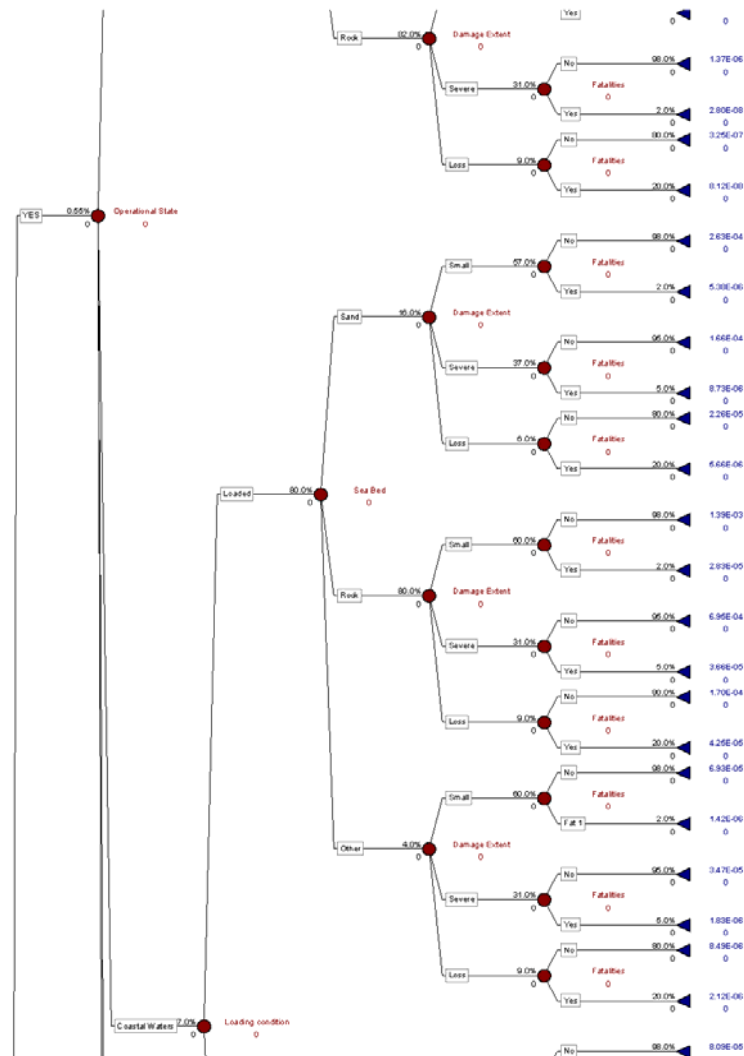 Yes
0
0
Rock
82.0%
0
Damage Extent
0
No
98.0%
0
1.37E-06
0
Severe
31.0%
0
Fatalities
0
Yes
2.0%
0
2.80E-08
0
No
80.0%
0
3.25E-07
0
Loss
9.0%
0
Fatalities
0
Yes
20.0%
0
8.12E-08
0
YES
0.55%
0
Operational State
0
No
98.0%
0
2.63E-04
0
Small
57.0%
0
Fatalities
0
Yes
2.0%
0
5.38E-06
0
Sand
16.0%
0
Damage Extent
0
No
95.0%
0
1.66E-04
0
Severe
37.0%
0
Fatalities
0
Yes
5.0%
0
8.73E-06
0
No
80.0%
0
2.26E-05
0
Loss
6.0%
0
Fatalities
0
Yes
20.0%
0
5.66E-06
0
Loaded
80.0%
0
Sea Bed
0
No
98.0%
0
1.39E-03
0
Small
60.0%
0
Fatalities
0
Yes
2.0%
0
2.83E-05
0
Rock
80.0%
0
Damage Extent
0
No
95.0%
0
6.95E-04
0
Severe
31.0%
0
Fatalities
0
Yes
5.0%
0
3.66E-05
0
No
80.0%
0
1.70E-04
0
Loss
9.0%
0
Fatalities
0
Yes
20.0%
0
4.25E-05
0
No
98.0%
0
6.93E-05
0
Small
60.0%
0
Fatalities
0
Fat 1
2.0%
0
1.42E-06
0
Other
4.0%
0
Damage Extent
0
No
95.0%
0
3.47E-05
0
Severe
31.0%
0
Fatalities
0
Yes
5.0%
0
1.83E-06
0
No
80.0%
0
8.49E-06
0
Loss
9.0%
0
Fatalities
0
Yes
20.0%
0
2.12E-06
0
Coastal Waters
7.0%
0
Loading condition
0
No
98.0%
8.09E-05